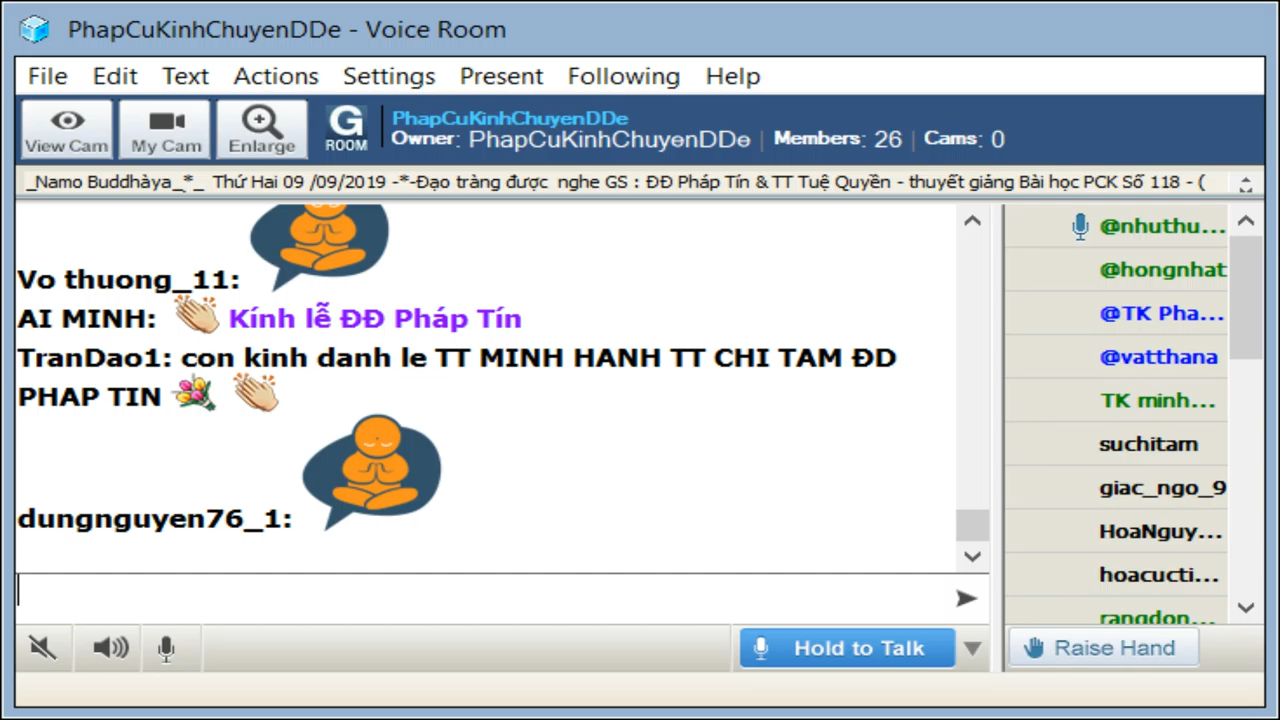 PhapCuKinhChuyenDDe - Voice Room
File Edit Text Actions Settings Present Following Help
View Cam My Cam Enlarge G ROOM
PhapCuKinhChuyenDDe
Owner: PhapCuKinhChuyenDDe | Members: 26 | Cams: 0
_Namo Buddhàya_*_ Thứ Hai 09 /09/2019 -*-Đạo tràng được nghe GS : ĐĐ Pháp Tín & TT Tuệ Quyền - thuyết giảng Bài học PCK Số 118 - (
Vo thuong_11:
AI MINH: Kính lễ ĐĐ Pháp Tín
TranDao1: con kinh danh le TT MINH HANH TT CHI TAM ĐD
PHAP TIN
dungnguyen76_1:
@nhuthu...
@hongnhat
@TK Pha...
@vatthana
TK minh...
suchitam
giac_ngo_9
HoaNguy...
hoacucti...
rangdon...
Hold to Talk
Raise Hand